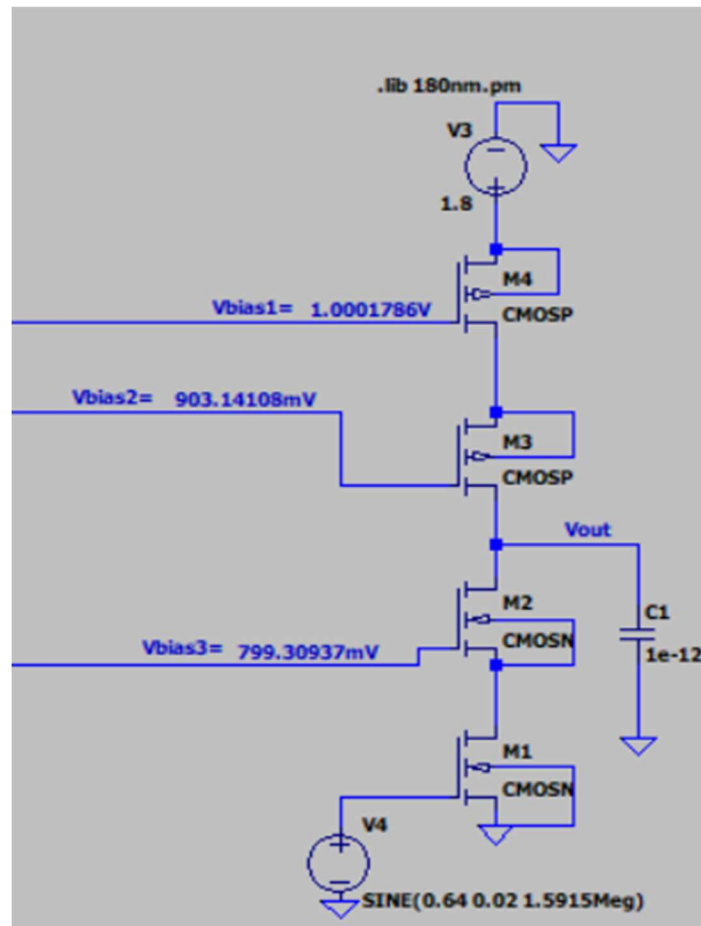 .lib 180nm.pm
V3
1.8
M4
Vbias1= 1.0001786V
CMOSP
Vbias2= 903.14108mV
M3
CMOSP
Vout
M2
C1
CMOSN
Vbias3= 799.30937mV
1e-12
M1
CMOSN
V4
SINE(0.64 0.02 1.5915Meg)